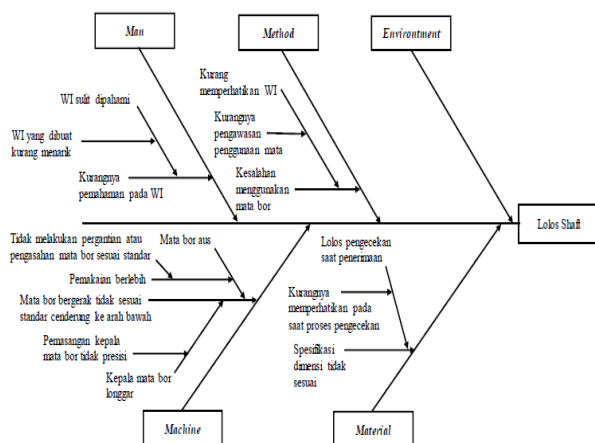 Man
Method
Environtment
Kurang
memperhatikan WI
WI sulit dipahami
Kurangnya
pengawasan
penggunaan mata
WI yang dibuat
kurang menarik
Kurangnya
pemahaman pada WI
Kesalahan
menggunakan
mata bor
Lolos Shaft
Tidak melakukan pergantian atau
pengasahan mata bor sesuai standar
Mata bor aus
Pemakaian berlebih
Mata bor bergerak tidak sesuai
standar cenderung ke arah bawah
Pemasangan kepala
mata bor tidak presisi
Kepala mata bor
longgar
Lolos pengecekan
saat penerimaan
Kurangnya
memperhatikan pada
saat proses pengecekan
Spesifikasi
dimensi tidak
sesuai
Machine
Material